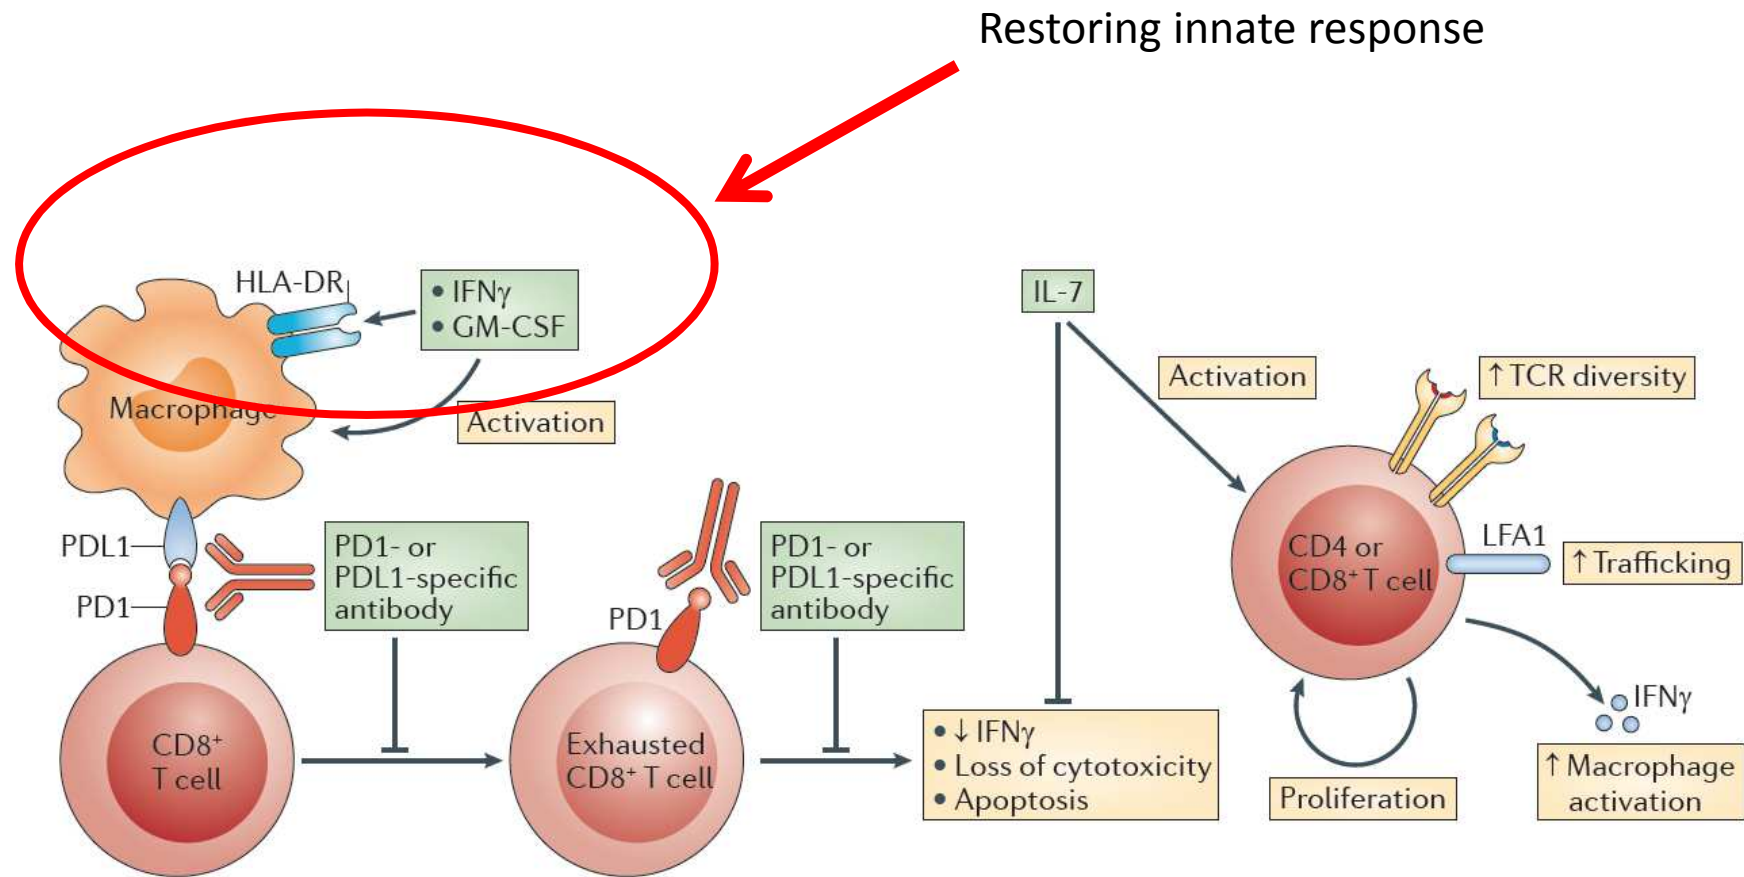 Restoring innate response
HLA-DR
• IFNγ
• GM-CSF
Macrophage
Activation
PDL1
PD1
PD1- or
PDL1-specific
antibody
CD8⁺
T cell
PD1
PD1- or
PDL1-specific
antibody
Exhausted
CD8⁺ T cell
IL-7
Activation
↑ TCR diversity
CD4 or
CD8⁺ T cell
LFA1
↑ Trafficking
IFNγ
↑ Macrophage
activation
Proliferation
• ↓ IFNγ
• Loss of cytotoxicity
• Apoptosis